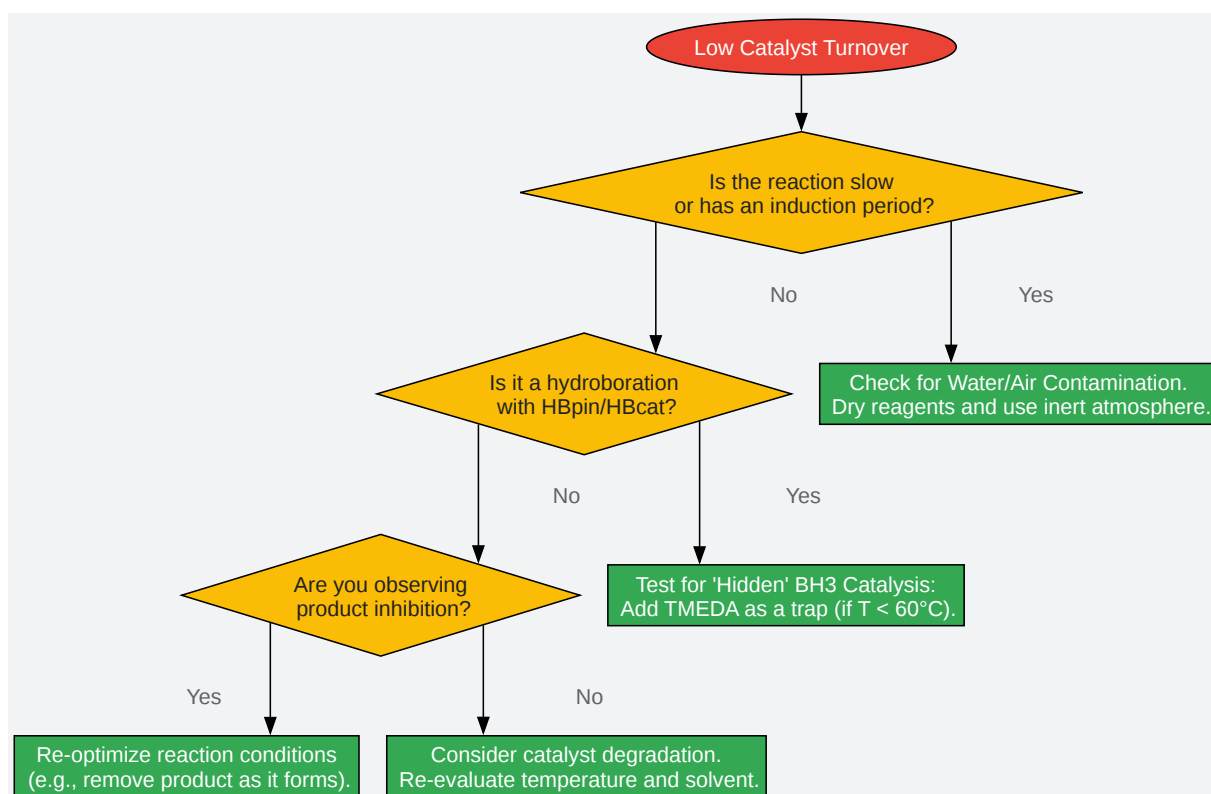 Low Catalyst Turnover
Is the reaction slow
or has an induction period?
No
Yes
Is it a hydroboration
with HBpin/HBcat?
Check for Water/Air Contamination.
Dry reagents and use inert atmosphere.
No
Yes
Are you observing
product inhibition?
Test for 'Hidden' BH3 Catalysis:
Add TMEDA as a trap (if T < 60°C).
Yes
No
Re-optimize reaction conditions
(e.g., remove product as it forms).
Consider catalyst degradation.
Re-evaluate temperature and solvent.